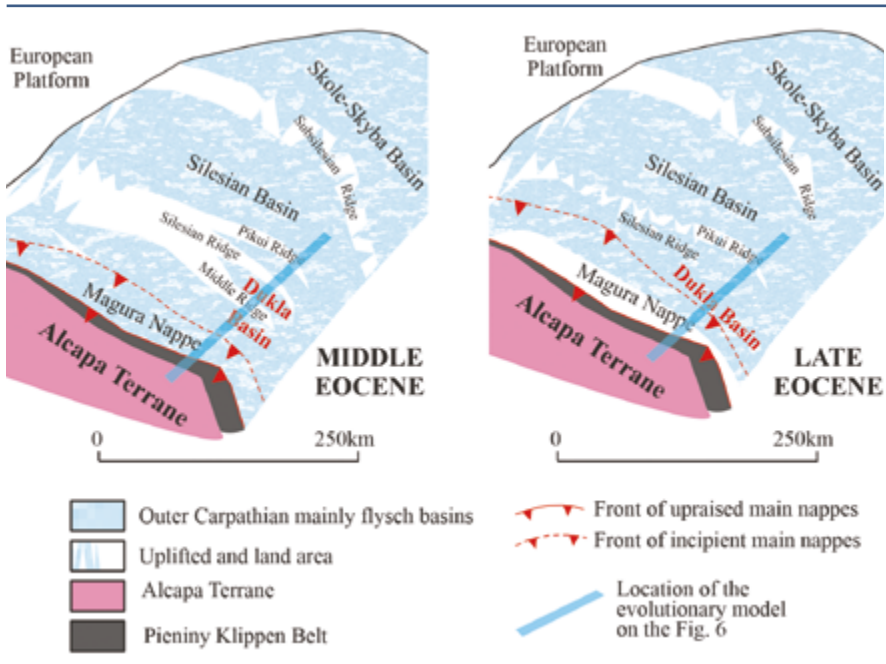 European
Platform
Skole-Skyba Basin
Subsilesian
Ridge
Silesian Basin
Silesian Ridge
Pikui Ridge
Middle Ridge
Dukla
Basin
Magura Nappe
Alcapa Terrane
MIDDLE
EOCENE
0
250km
European
Platform
Skole-Skyba Basin
Subsilesian
Ridge
Silesian Basin
Silesian Ridge
Pikui Ridge
Dukla Basin
Magura Nappe
Alcapa Terrane
LATE
EOCENE
0
250km
Outer Carpathian mainly flysch basins
Uplifted and land area
Alcapa Terrane
Pieniny Klippen Belt
Front of upraised main nappes
Front of incipient main nappes
Location of the
evolutionary model
on the Fig. 6